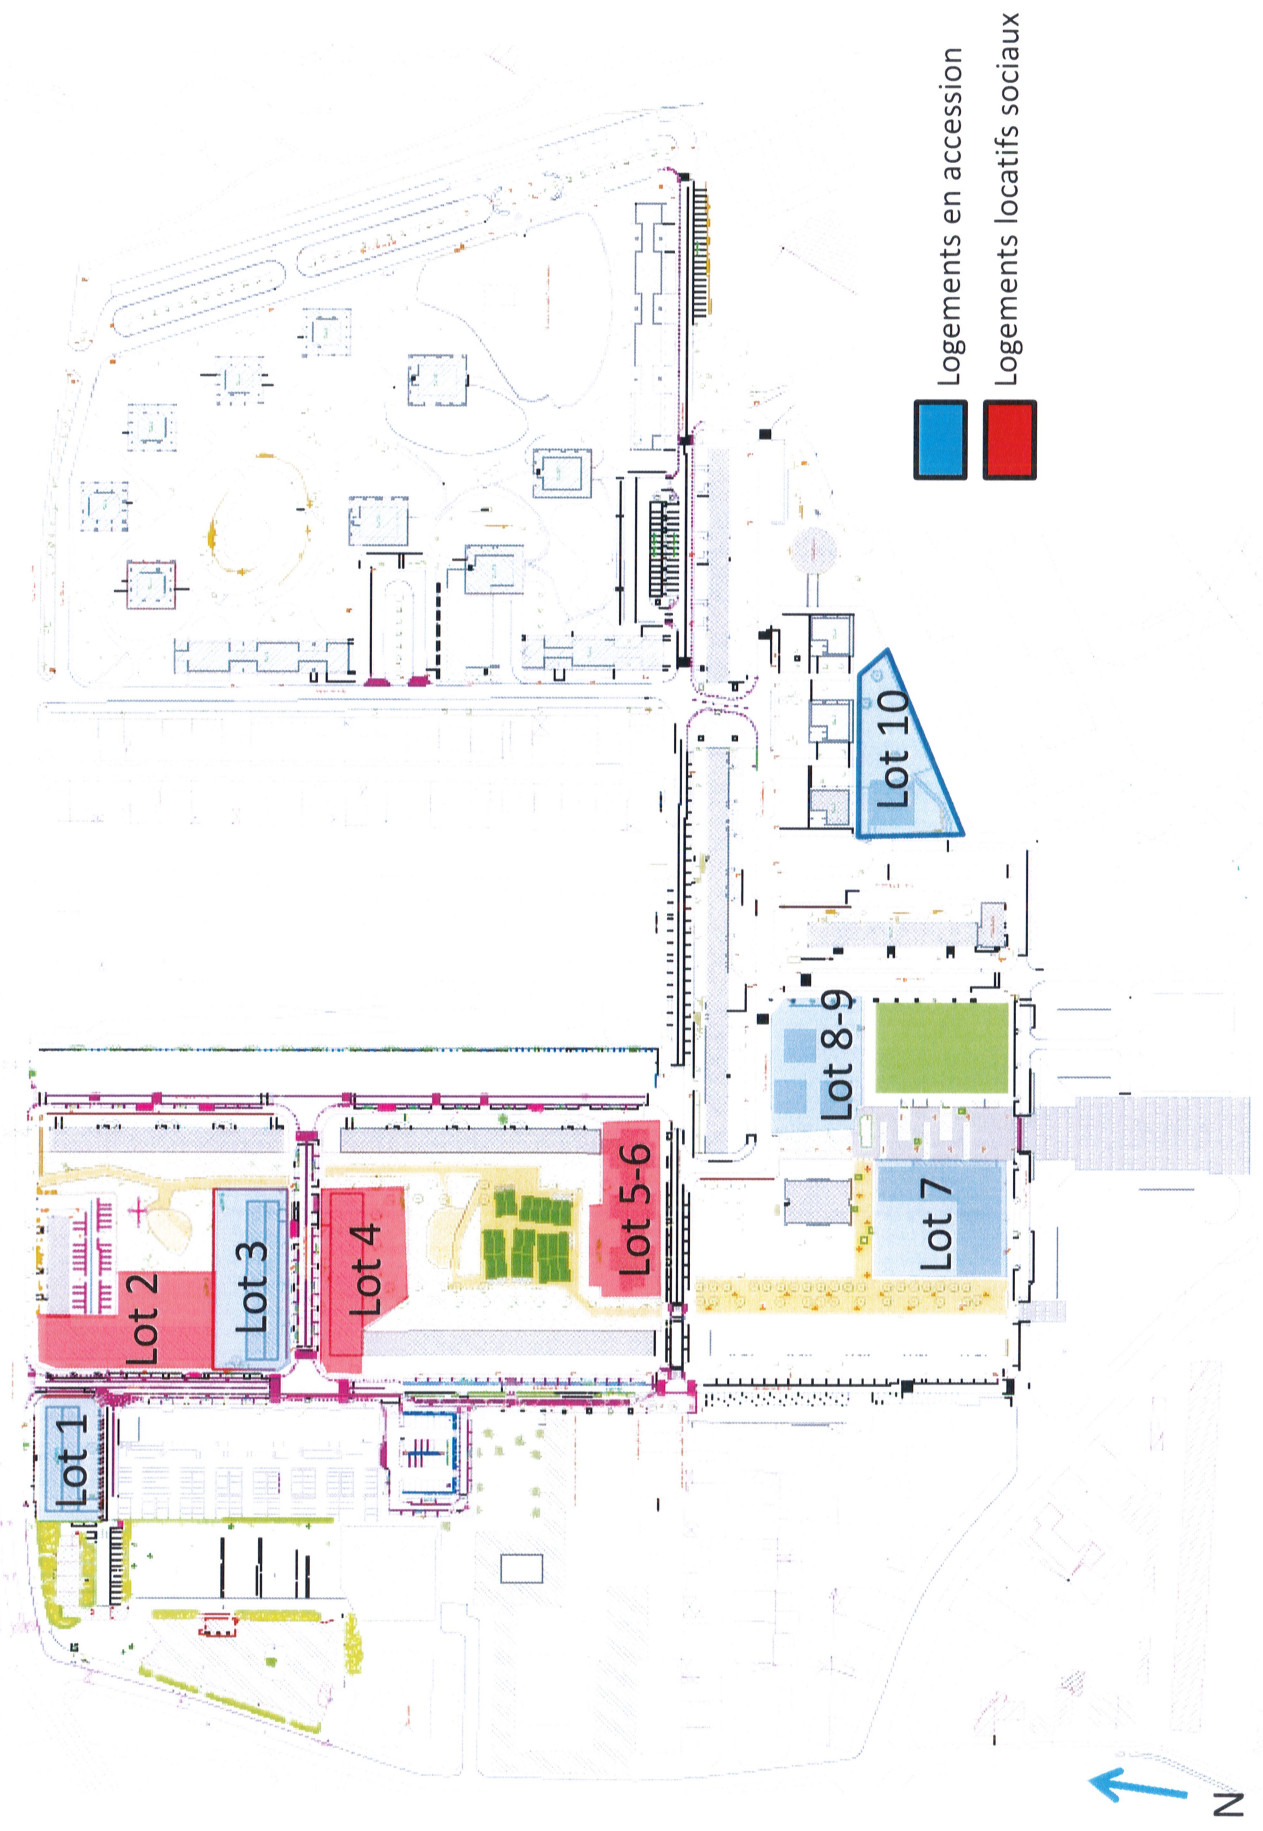 Lot 1
Lot 2
Lot 3
Lot 4
Lot 5-6
Lot 7
Lot 8-9
Lot 10
Logements en accession
Logements locatifs sociaux
N